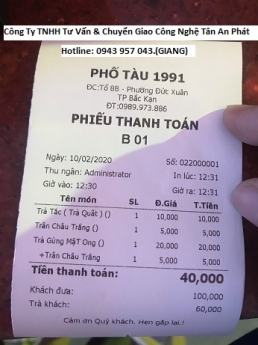 Công Ty TNHH Tư Vấn & Chuyển Giao Công Nghệ Tân An Phát
Hotline: 0943 957 043.(GIANG)
PHỐ TÀU 1991
ĐC:Tổ 8B - Phường Đức Xuân
TP Bắc Kạn
ĐT:0989.973.886
PHIẾU THANH TOÁN
B 01
Ngày: 10/02/2020 Số: 022000001
Thu ngân: Administrator In lúc: 12:31
Giờ vào: 12:30 Giờ ra: 12:31
Tên món SL Đ.Giá T.Tiền
Trà Tắc ( Trà Quất ) () 1 10,000 10,000
Trân Châu Trắng () 1 5,000 5,000
Trà Gừng Mật Ong () 1 20,000 20,000
+Trân Châu Trắng 1 5,000 5,000
Tiền thanh toán: 40,000
Khách đưa: 100,000
Trả khách: 60,000
Cảm ơn Quý khách. Hẹn gặp lại.!